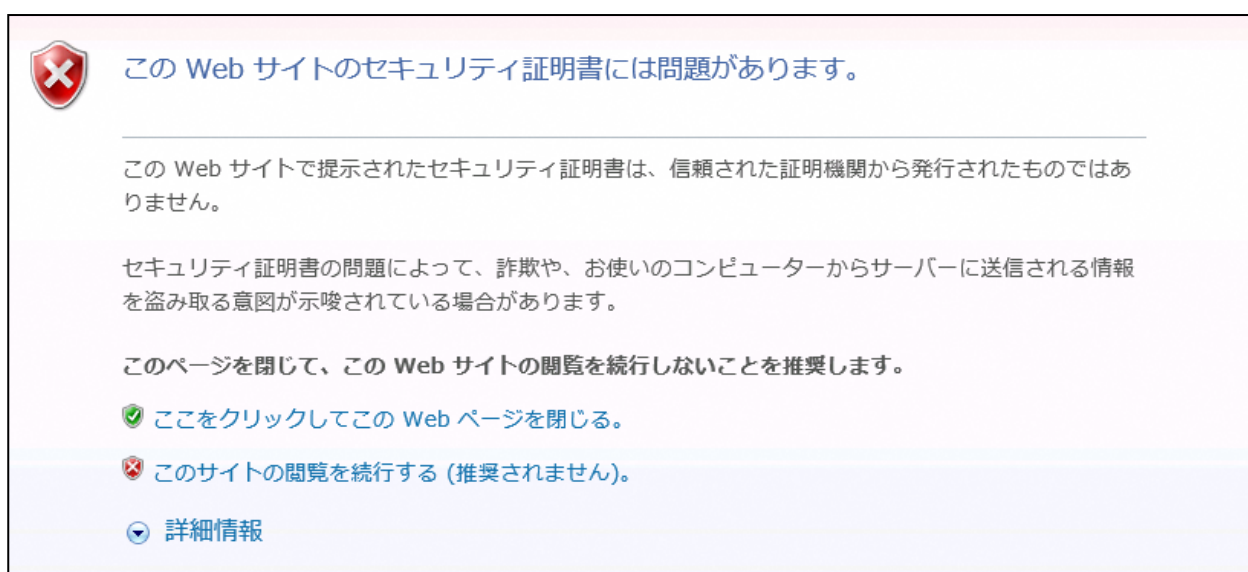 この Web サイトのセキュリティ証明書には問題があります。
この Web サイトで提示されたセキュリティ証明書は、信頼された証明機関から発行されたものではあ
りません。
セキュリティ証明書の問題によって、詐欺や、お使いのコンピューターからサーバーに送信される情報
を盗み取る意図が示唆されている場合があります。
このページを閉じて、この Web サイトの閲覧を続行しないことを推奨します。
ここをクリックしてこの Web ページを閉じる。
このサイトの閲覧を続行する (推奨されません)。
詳細情報